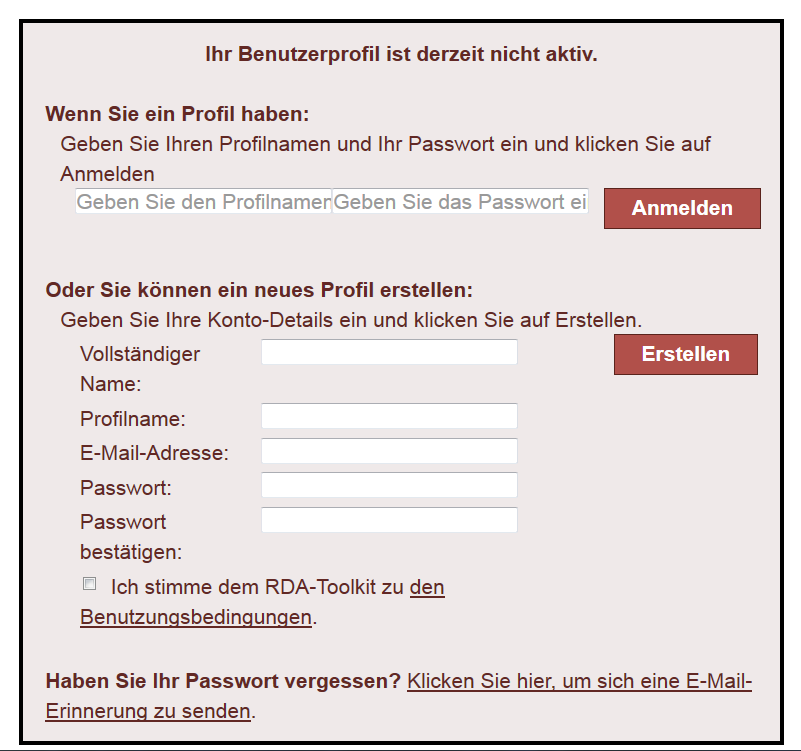 Ihr Benutzerprofil ist derzeit nicht aktiv.
Wenn Sie ein Profil haben:
Geben Sie Ihren Profilnamen und Ihr Passwort ein und klicken Sie auf
Anmelden
Geben Sie den Profilnamen Geben Sie das Passwort ei Anmelden
Oder Sie können ein neues Profil erstellen:
Geben Sie Ihre Konto-Details ein und klicken Sie auf Erstellen.
Vollständiger Erstellen
Name:
Profilname:
E-Mail-Adresse:
Passwort:
Passwort
bestätigen:
Ich stimme dem RDA-Toolkit zu den
Benutzungsbedingungen.
Haben Sie Ihr Passwort vergessen? Klicken Sie hier, um sich eine E-Mail-
Erinnerung zu senden.